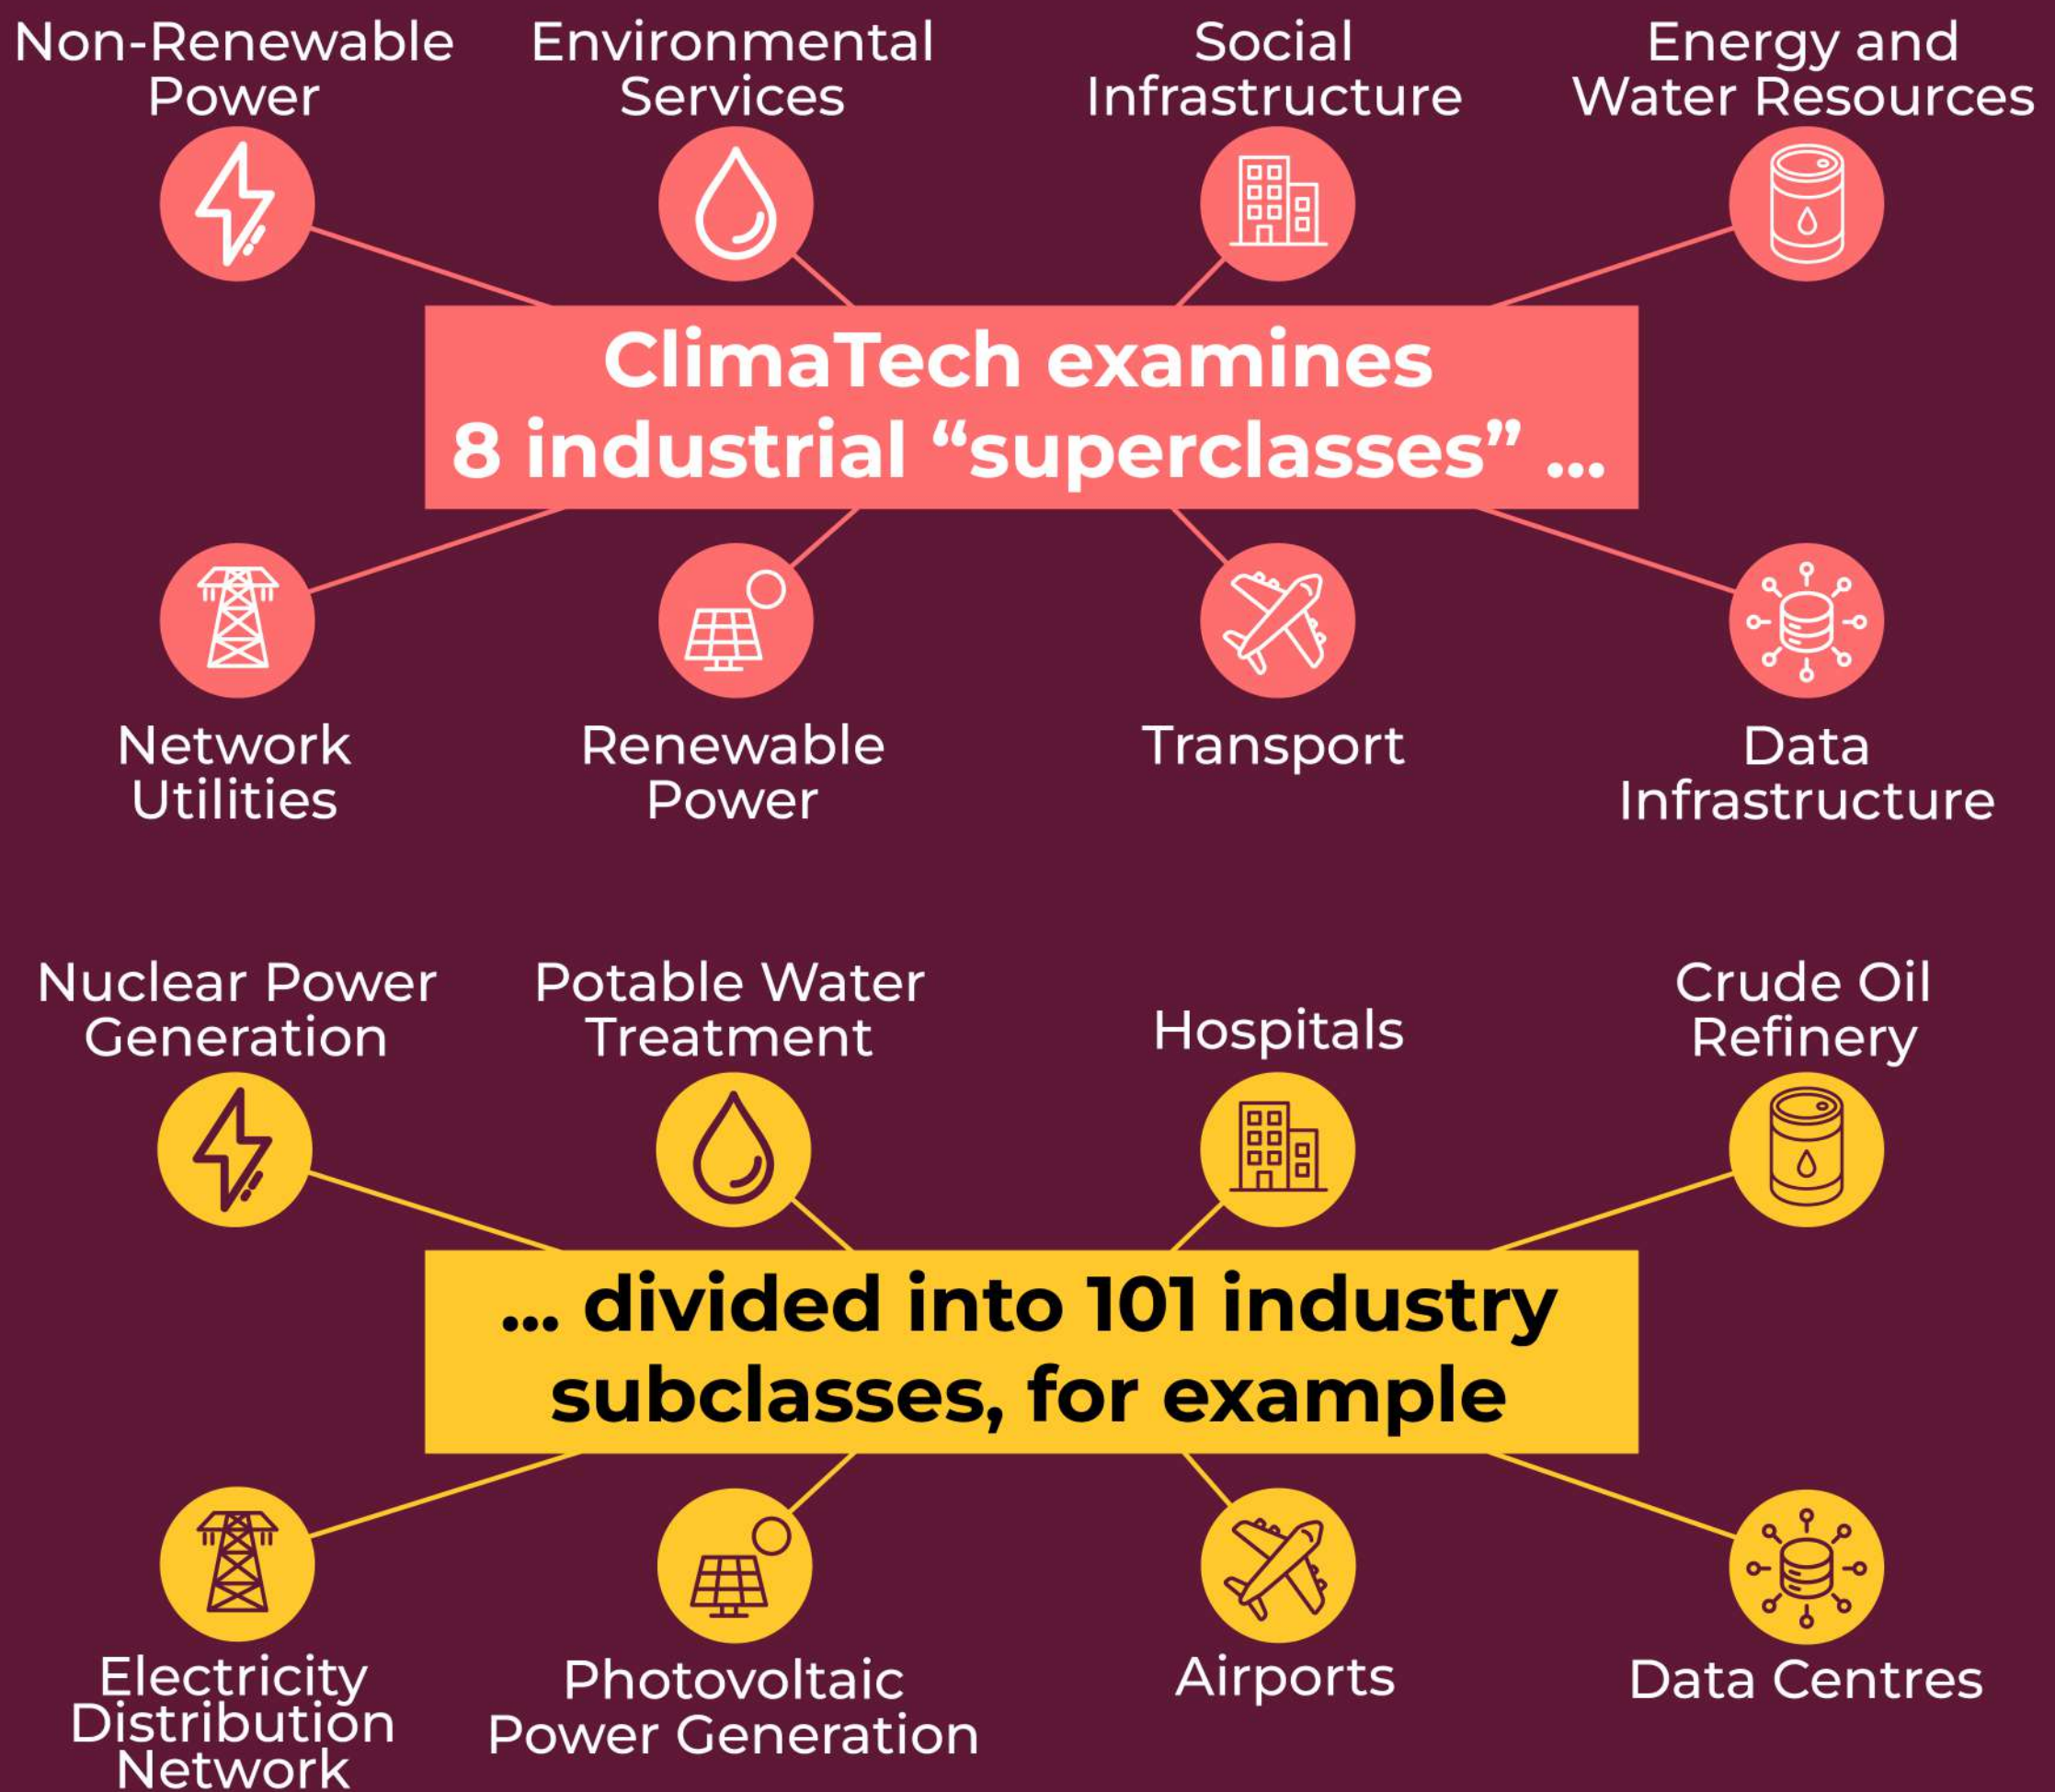 Non-Renewable
Power
Environmental
Services
Social
Infrastructure
Energy and
Water Resources
ClimaTech examines
8 industrial “superclasses” ...
Network
Utilities
Renewable
Power
Transport
Data
Infrastructure
Nuclear Power
Generation
Potable Water
Treatment
Hospitals
Crude Oil
Refinery
... divided into 101 industry
subclasses, for example
Electricity
Distribution
Network
Photovoltaic
Power Generation
Airports
Data Centres